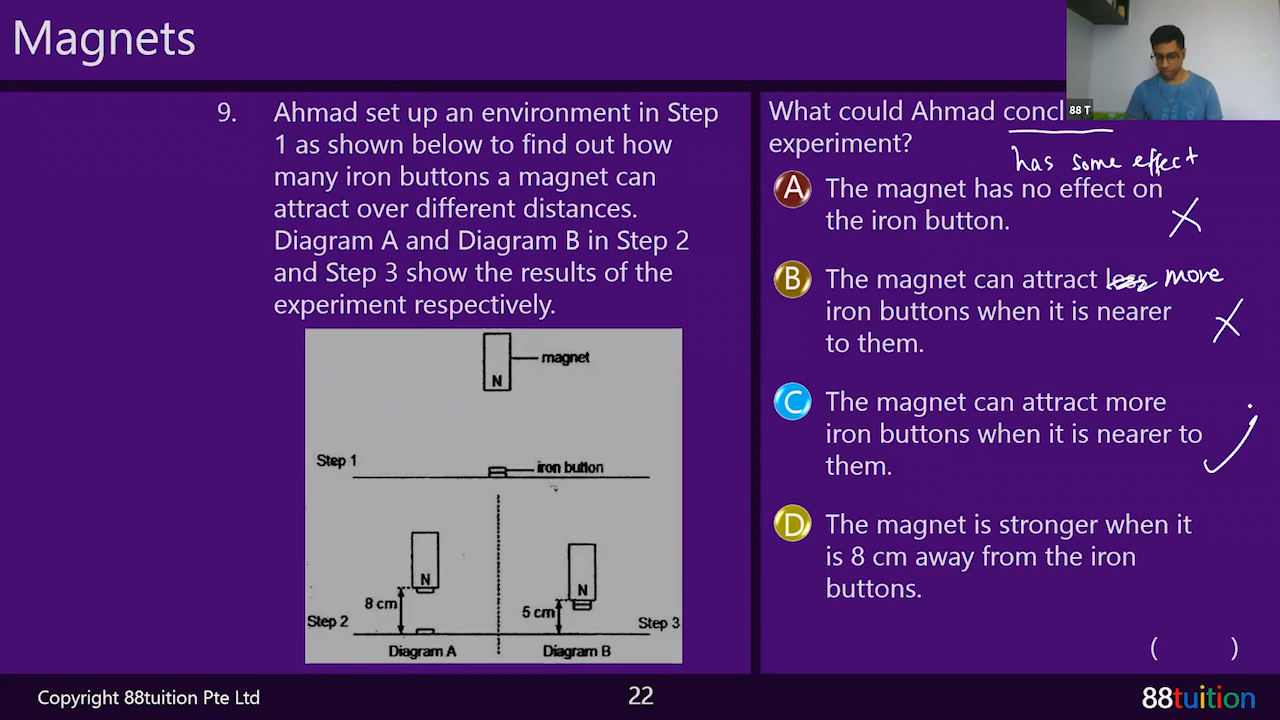 Magnets
9. Ahmad set up an environment in Step
1 as shown below to find out how
many iron buttons a magnet can
attract over different distances.
Diagram A and Diagram B in Step 2
and Step 3 show the results of the
experiment respectively.
magnet
N
Step 1
iron button
N
N
8 cm
5 cm
Step 2
Step 3
Diagram A
Diagram B
What could Ahmad concl
88 T
experiment?
has some effect
A The magnet has no effect on
the iron button.
B The magnet can attract less more
iron buttons when it is nearer
to them.
C The magnet can attract more
iron buttons when it is nearer to
them.
D The magnet is stronger when it
is 8 cm away from the iron
buttons.
( )
Copyright 88tuition Pte Ltd
22
88tuition